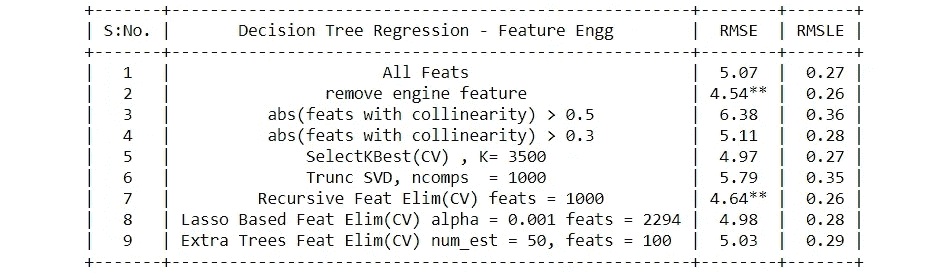 +-------+----------------------------------------------------+--------+-------+
| S:No. | Decision Tree Regression - Feature Engg | RMSE | RMSLE |
+-------+----------------------------------------------------+--------+-------+
| 1 | All Feats | 5.07 | 0.27 |
| 2 | remove engine feature | 4.54** | 0.26 |
| 3 | abs(feats with collinearity) > 0.5 | 6.38 | 0.36 |
| 4 | abs(feats with collinearity) > 0.3 | 5.11 | 0.28 |
| 5 | SelectKBest(CV) , K= 3500 | 4.97 | 0.27 |
| 6 | Trunc SVD, ncomps = 1000 | 5.79 | 0.35 |
| 7 | Recursive Feat Elim(CV) feats = 1000 | 4.64** | 0.26 |
| 8 | Lasso Based Feat Elim(CV) alpha = 0.001 feats = 2294 | 4.98 | 0.28 |
| 9 | Extra Trees Feat Elim(CV) num_est = 50, feats = 100 | 5.03 | 0.29 |
+-------+----------------------------------------------------+--------+-------+